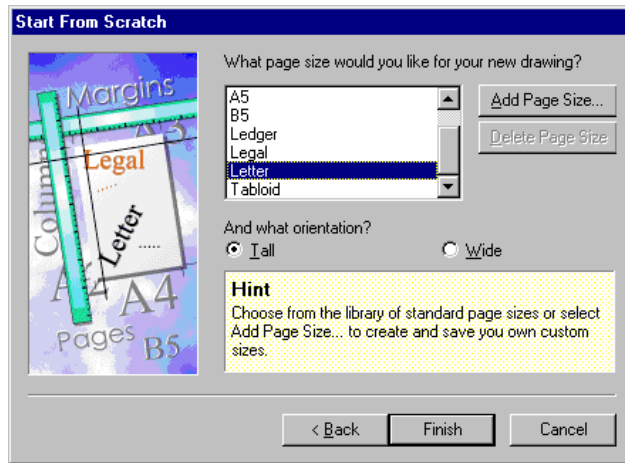 Start From Scratch
What page size would you like for your new drawing?
A5
B5
Ledger
Legal
Letter
Tabloid
Add Page Size...
Delete Page Size
And what orientation?
Tall
Wide
Hint
Choose from the library of standard page sizes or select
Add Page Size... to create and save you own custom
sizes.
Margins
A3
Legal
Column
Letter
A2
A4
Pages
B5
< Back
Finish
Cancel